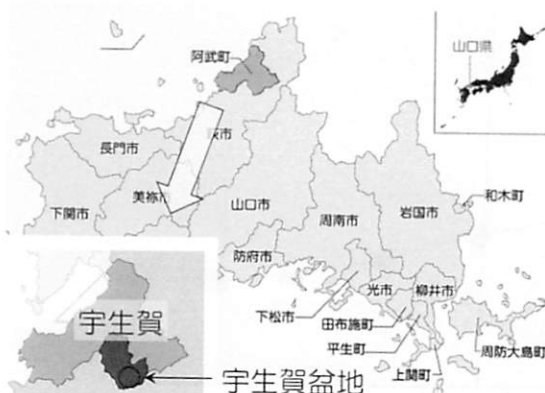 山口県
阿武町
萩市
長門市
美祢市
下関市
山口市
周南市
岩国市
和木町
防府市
光市
柳井市
下松市
田布施町
平生町
周防大島町
上関町
宇生賀
宇生賀盆地